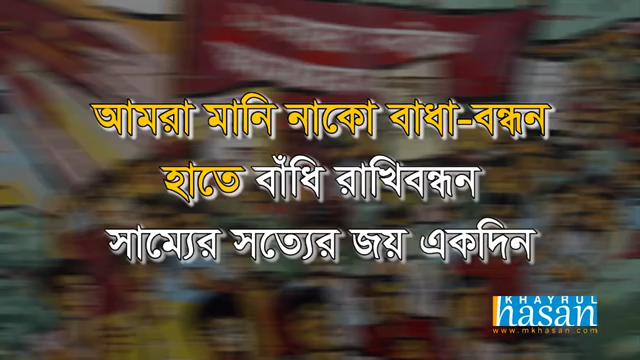 আমরা মানি নাকো বাধা-বন্ধন
হাতে বাঁধি রাখিবন্ধন
সাম্যের সত্যের জয় একদিন
KHAYRUL
hasan
www.mkhasan.com